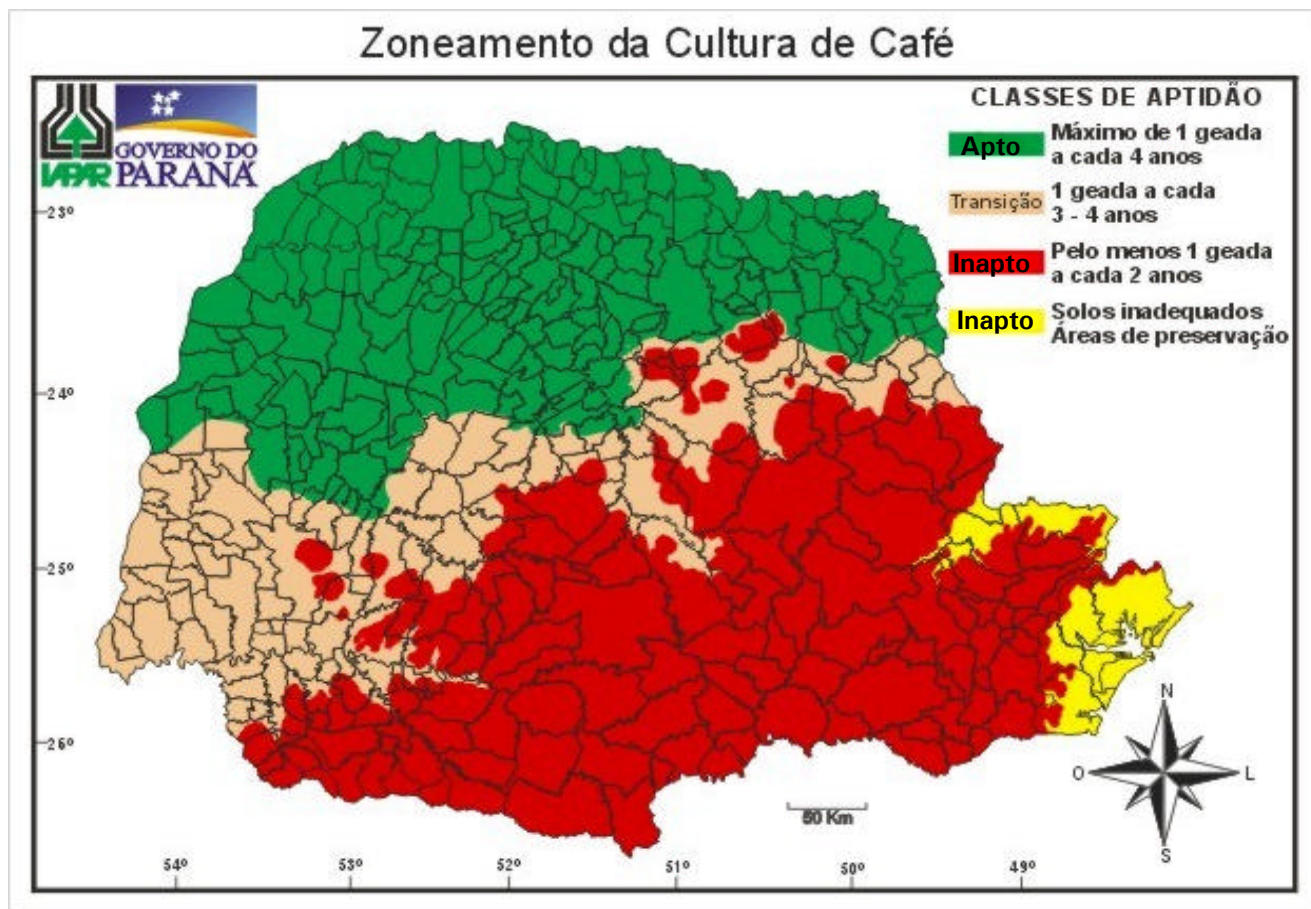 Zoneamento da Cultura de Café
IAPAR
GOVERNO DO
PARANÁ
CLASSES DE APTIDÃO
Apto
Máximo de 1 geada
a cada 4 anos
Transição
1 geada a cada
3 - 4 anos
Inapto
Pelo menos 1 geada
a cada 2 anos
Inapto
Solos inadequados
Áreas de preservação
23º
24º
25º
26º
N
O
L
S
50 Km
54º
53º
52º
51º
50º
49º